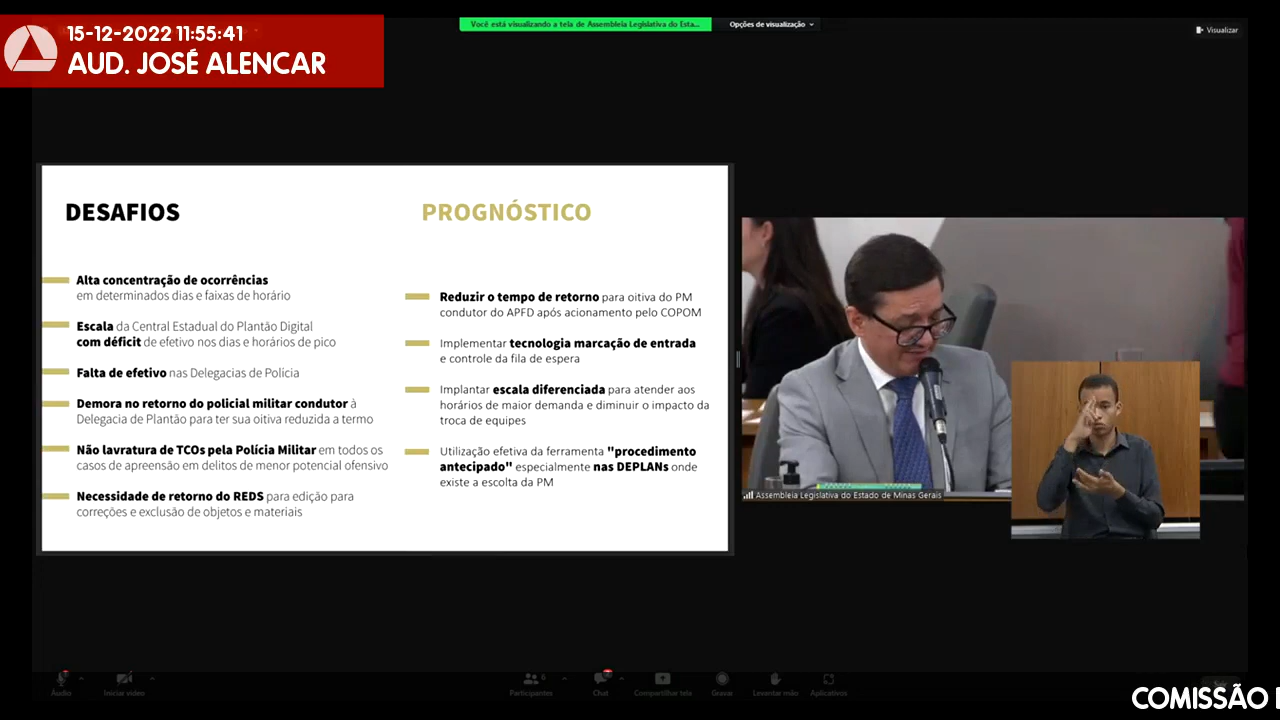 15-12-2022 11:55:41
AUD. JOSÉ ALENCAR
Você está visualizando a tela de Assembleia Legislativa do Esta...
Opções de visualização
Visualizar
DESAFIOS
Alta concentração de ocorrências
em determinados dias e faixas de horário
Escala da Central Estadual do Plantão Digital
com déficit de efetivo nos dias e horários de pico
Falta de efetivo nas Delegacias de Polícia
Demora no retorno do policial militar condutor à
Delegacia de Plantão para ter sua oitiva reduzida a termo
Não lavratura de TCOs pela Polícia Militar em todos os
casos de apreensão em delitos de menor potencial ofensivo
Necessidade de retorno do REDS para edição para
correções e exclusão de objetos e materiais
PROGNÓSTICO
Reduzir o tempo de retorno para oitiva do PM
condutor do APFD após acionamento pelo COPOM
Implementar tecnologia marcação de entrada
e controle da fila de espera
Implantar escala diferenciada para atender aos
horários de maior demanda e diminuir o impacto da
troca de equipes
Utilização efetiva da ferramenta "procedimento
antecipado" especialmente nas DEPLANs onde
existe a escolta da PM
Assembleia Legislativa do Estado de Minas Gerais
Áudio
Iniciar vídeo
Participantes
6
Chat
Compartilhar tela
Gravar
Levantar mão
Aplicativos
COMISSÃO